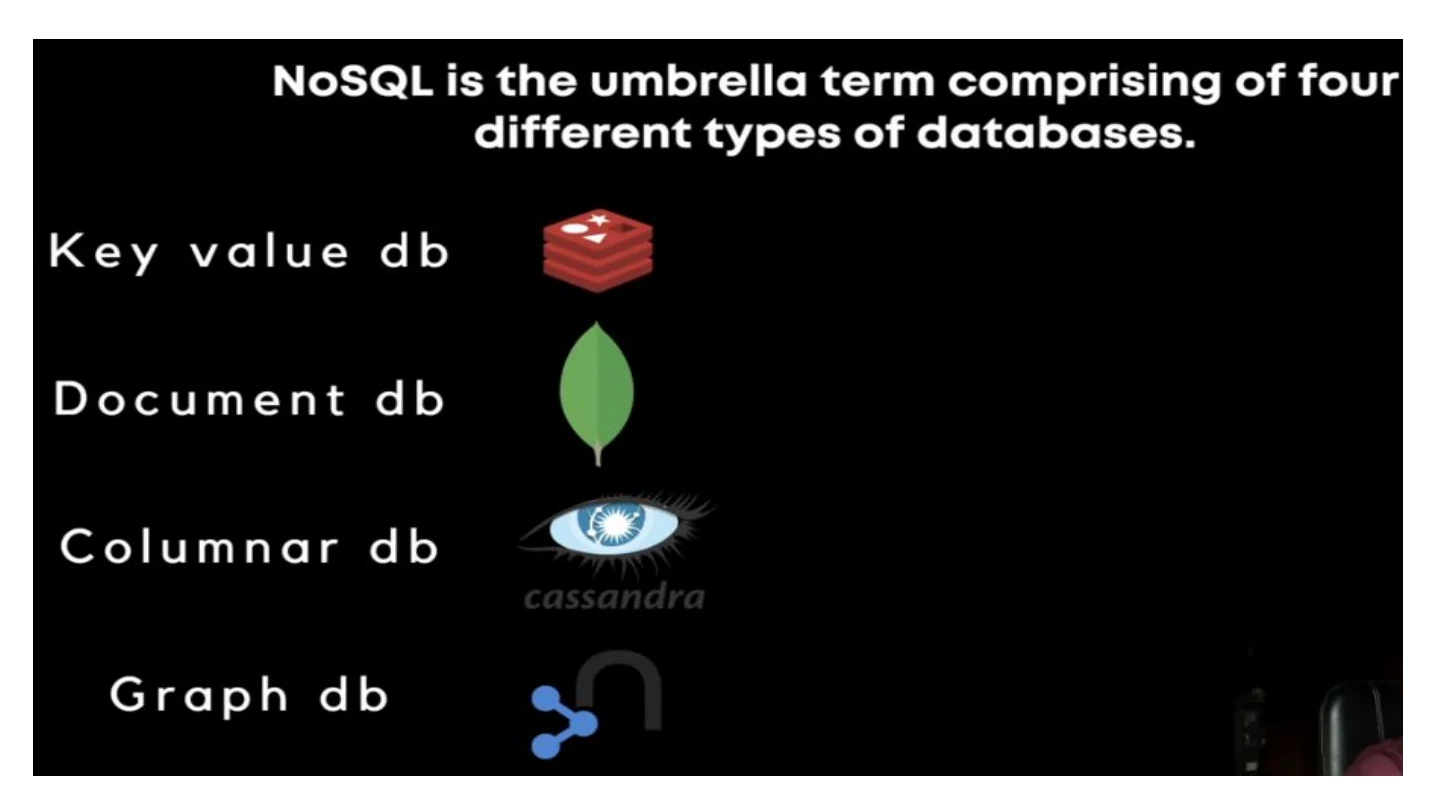 NoSQL is the umbrella term comprising of four
different types of databases.
Key value db
Document db
Columnar db
cassandra
Graph db